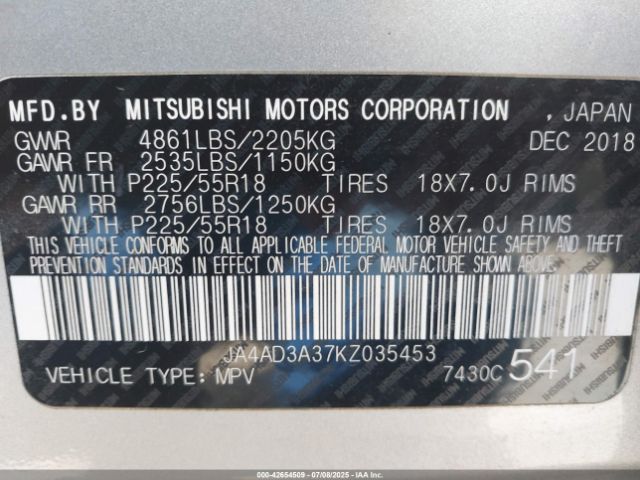 MFD.BY MITSUBISHI MOTORS CORPORATION , JAPAN
GVWR 4861LBS/2205KG DEC 2018
GAWR FR 2535LBS/1150KG
WITH P225/55R18 TIRES 18X7.0J RIMS
GAWR RR 2756LBS/1250KG
WITH P225/55R18 TIRES 18X7.0J RIMS
THIS VEHICLE CONFORMS TO ALL APPLICABLE FEDERAL MOTOR VEHICLE SAFETY AND THEFT
PREVENTION STANDARDS IN EFFECT ON THE DATE OF MANUFACTURE SHOWN ABOVE.
JA4AD3A37KZ035453
VEHICLE TYPE: MPV 7430C 541
000-42654509 - 07/08/2025 - IAAI.COM